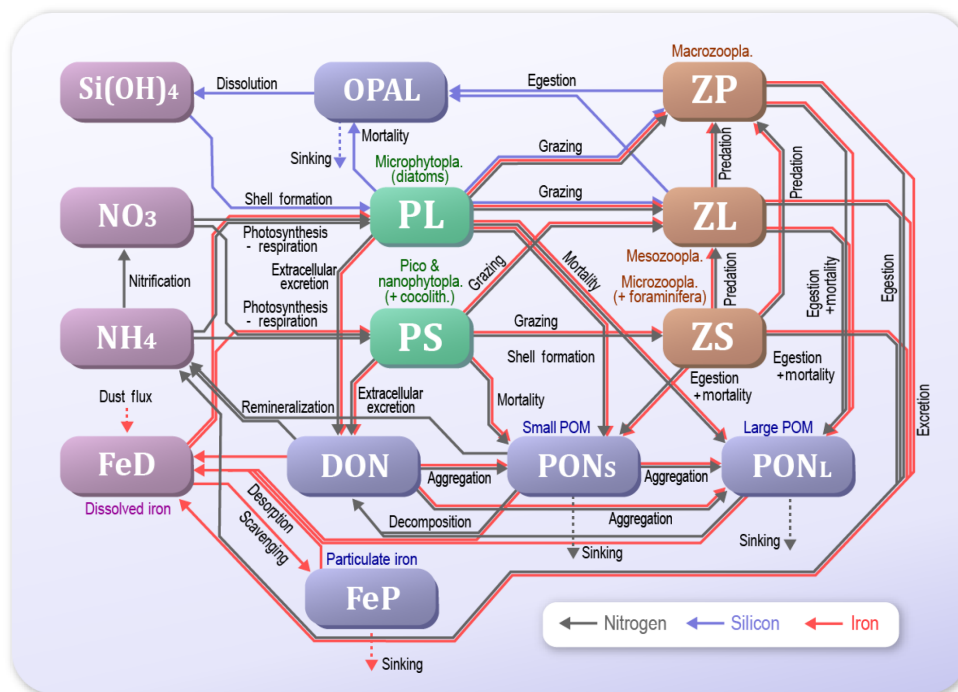 Macrozoopla.
Si(OH)4
Dissolution
OPAL
Egestion
ZP
Mortality
Sinking
Microphytopla.
(diatoms)
Grazing
Predation
Predation
Shell formation
NO3
PL
Grazing
ZL
Photosynthesis
- respiration
Mesozoopla.
Nitrification
Extracellular
excretion
Pico &
nanophytopla.
(+ cocolith.)
Grazing
Mortality
Microzoopla.
(+ foraminifera)
Predation
Egestion
+mortality
Egestion
Photosynthesis
- respiration
NH4
PS
Grazing
ZS
Shell formation
Egestion
+mortality
Egestion
+mortality
Dust flux
Remineralization
Extracellular
excretion
Mortality
Excretion
Small POM
Large POM
FeD
DON
Aggregation
PONS
Aggregation
PONL
Dissolved iron
Desorption
Scavenging
Decomposition
Aggregation
Sinking
Sinking
Particulate iron
FeP
Sinking
Nitrogen
Silicon
Iron